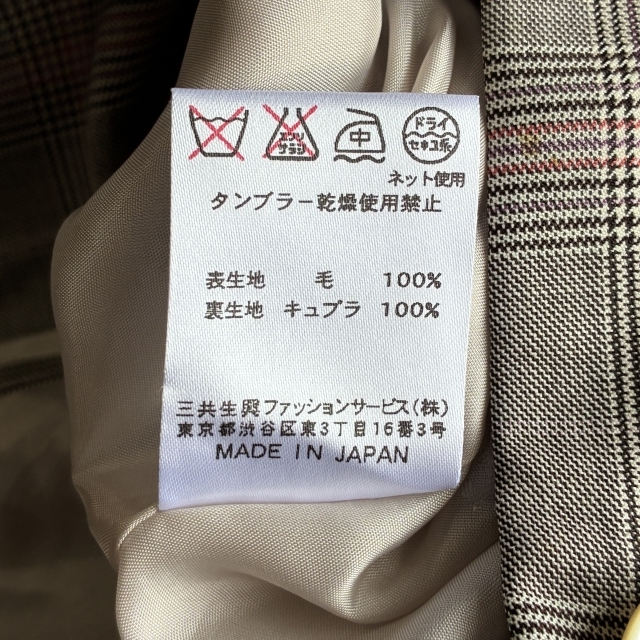 エンソ サラシ 中 ドライ セキユ系
ネット使用
タンブラー乾燥使用禁止
表生地 毛 100%
裏生地 キュプラ 100%
三共生興ファッションサービス(株)
東京都渋谷区東3丁目16番3号
MADE IN JAPAN